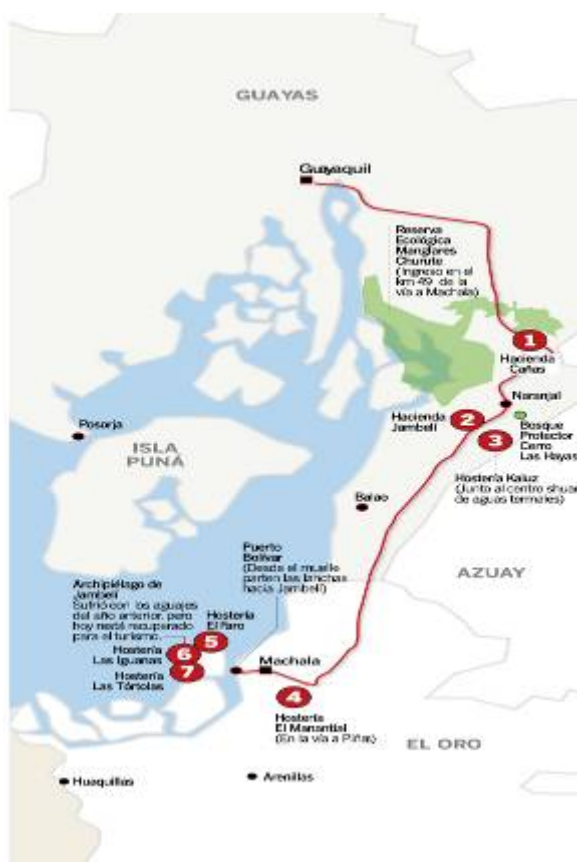 GUAYAS
Guayaquil
Reserva
Ecológica
Manglares
Churute
(Ingreso en el
km 49 de la
vía a Machala)
1
Hacienda
Cañas
Naranjal
2
Hacienda
Jambelí
3
Bosque
Protector
Cerro
Las Hayas
Hostería Kaluz
(Junto al centro shuar
de aguas termales)
Posorja
ISLA
PUNÁ
Balao
AZUAY
Puerto
Bolívar
(Desde el muelle
parten las lanchas
hacia Jambelí)
Archipiélago de
Jambelí
Sufrió con los aguajes
del año anterior, pero
hoy está recuperado
para el turismo.
Hostería
El Faro
5
6
Hostería
Las Iguanas
7
Hostería
Las Tórtolas
Machala
4
Hostería
El Manantial
(En la vía a Piñas)
EL ORO
Huaquillas
Arenillas